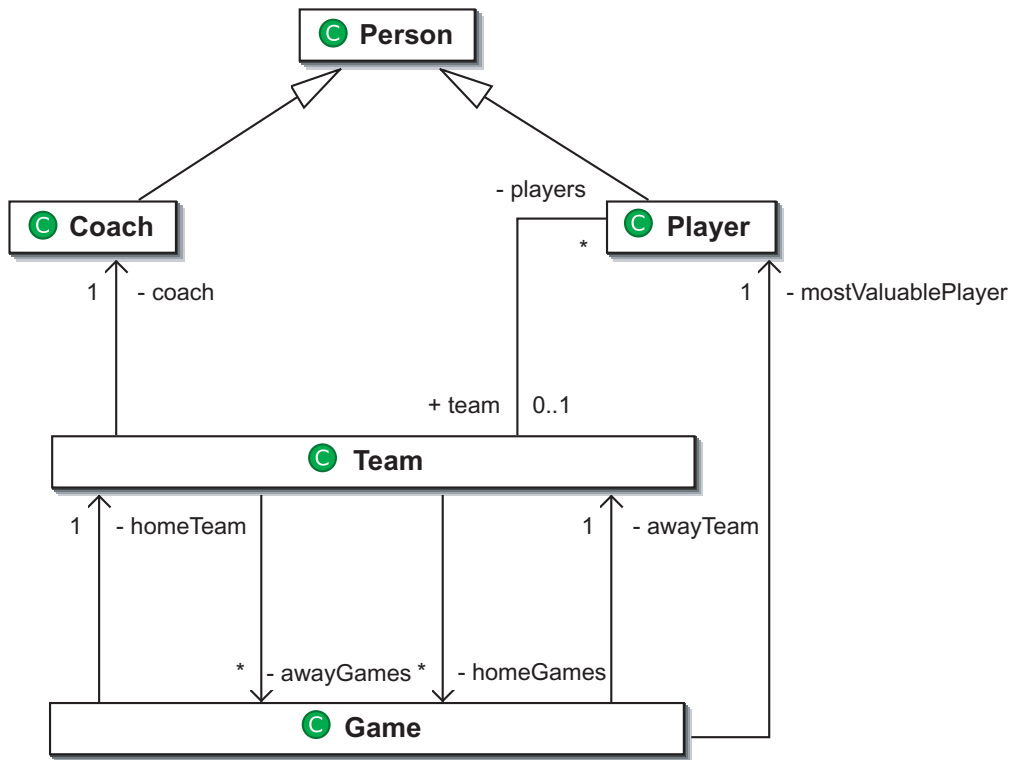 C Person
- players
C Coach
C Player
*
1 - coach
1 - mostValuablePlayer
+ team 0..1
C Team
1 - homeTeam
1 - awayTeam
* - awayGames
* - homeGames
C Game